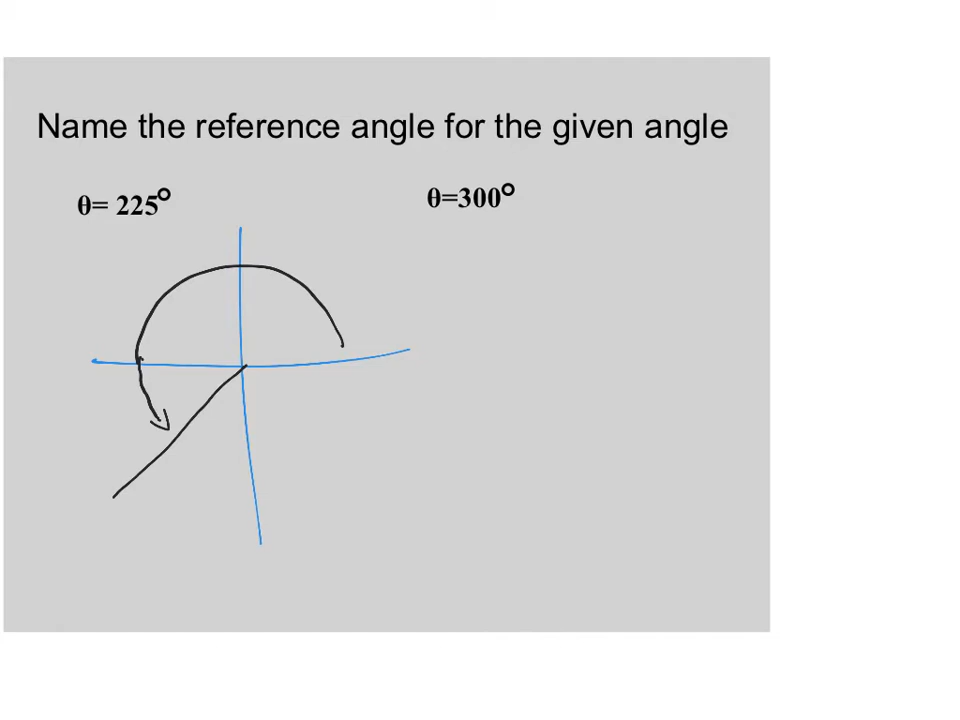 Name the reference angle for the given angle
θ= 225°
θ=300°